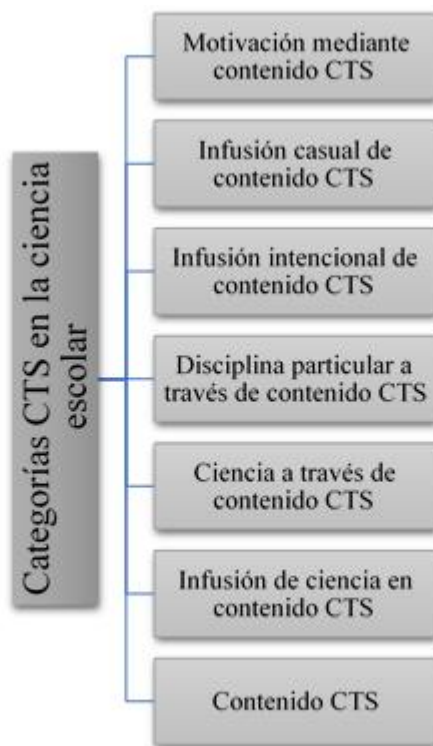 Categorías CTS en la ciencia
escolar
Motivación mediante
contenido CTS
Infusión casual de
contenido CTS
Infusión intencional de
contenido CTS
Disciplina particular a
través de contenido CTS
Ciencia a través de
contenido CTS
Infusión de ciencia en
contenido CTS
Contenido CTS